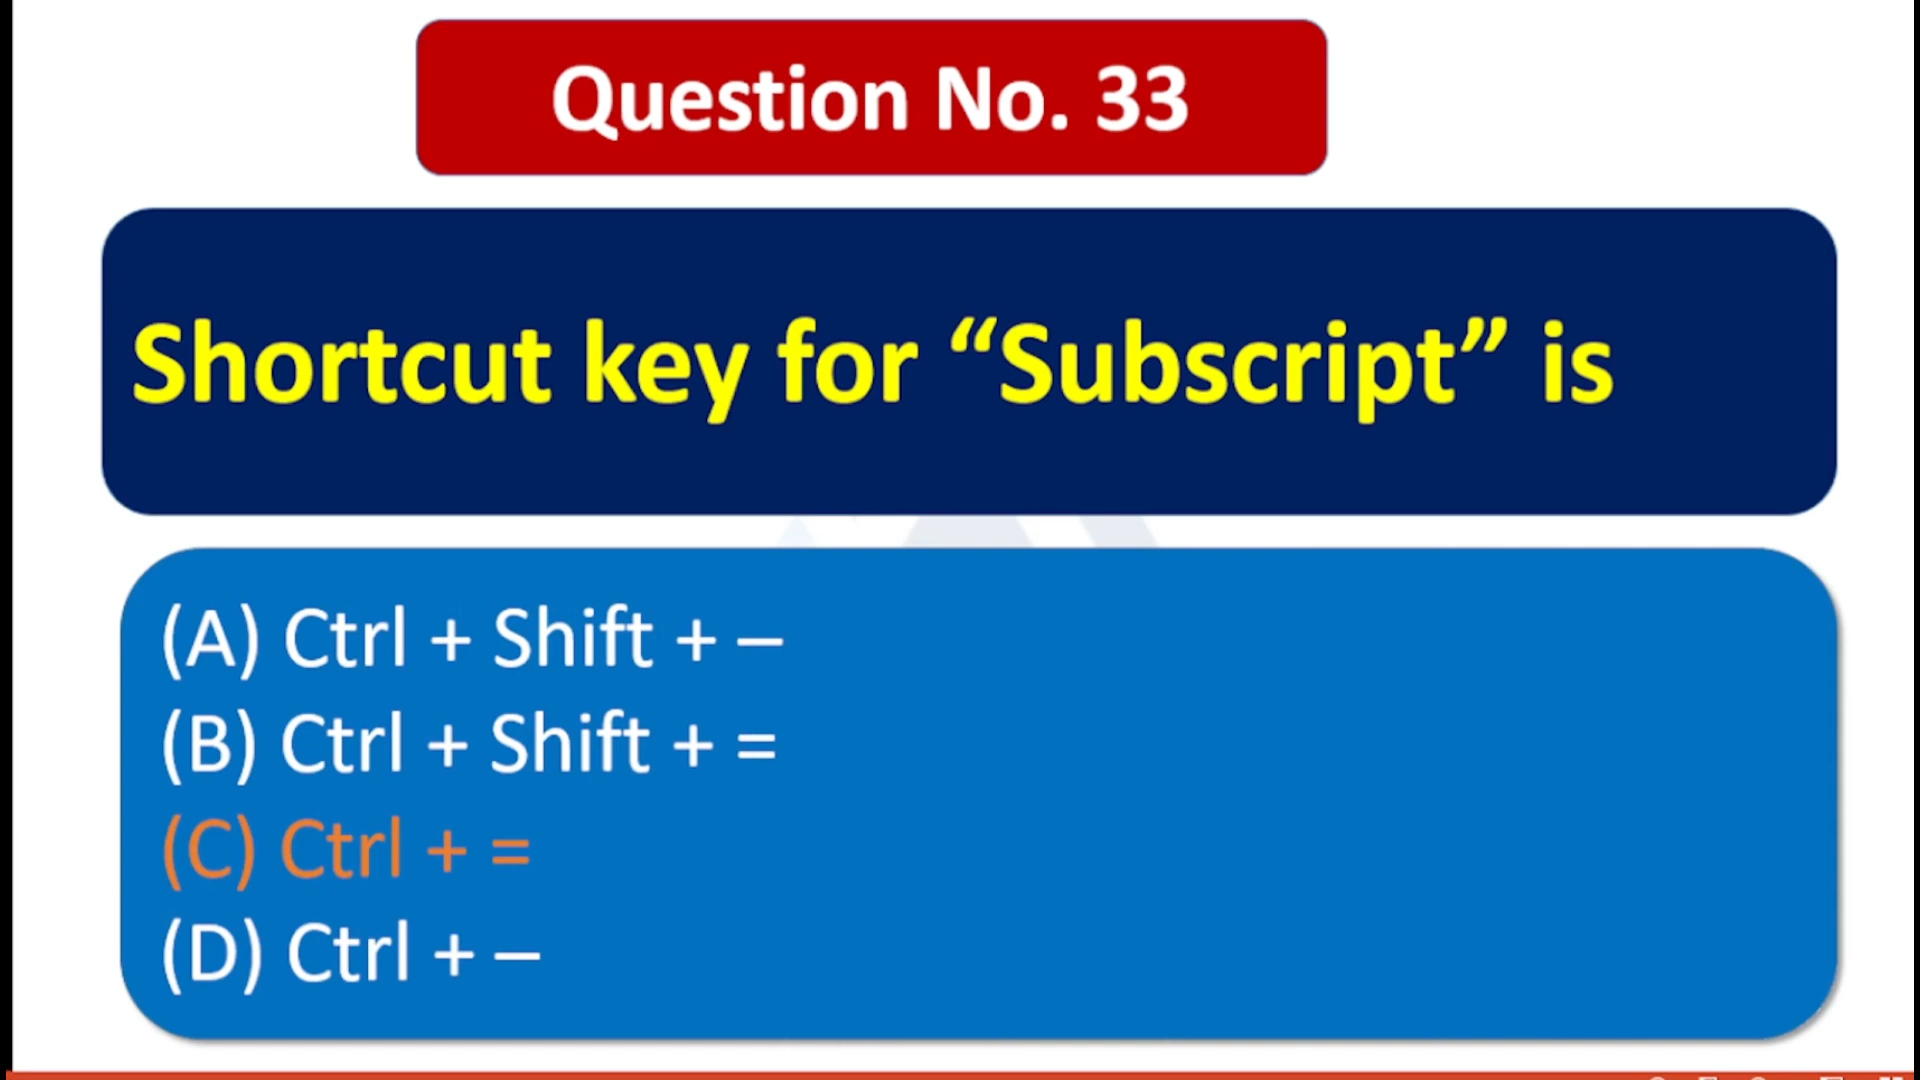 Question No. 33
Shortcut key for “Subscript” is
(A) Ctrl + Shift + –
(B) Ctrl + Shift + =
(C) Ctrl + =
(D) Ctrl + –